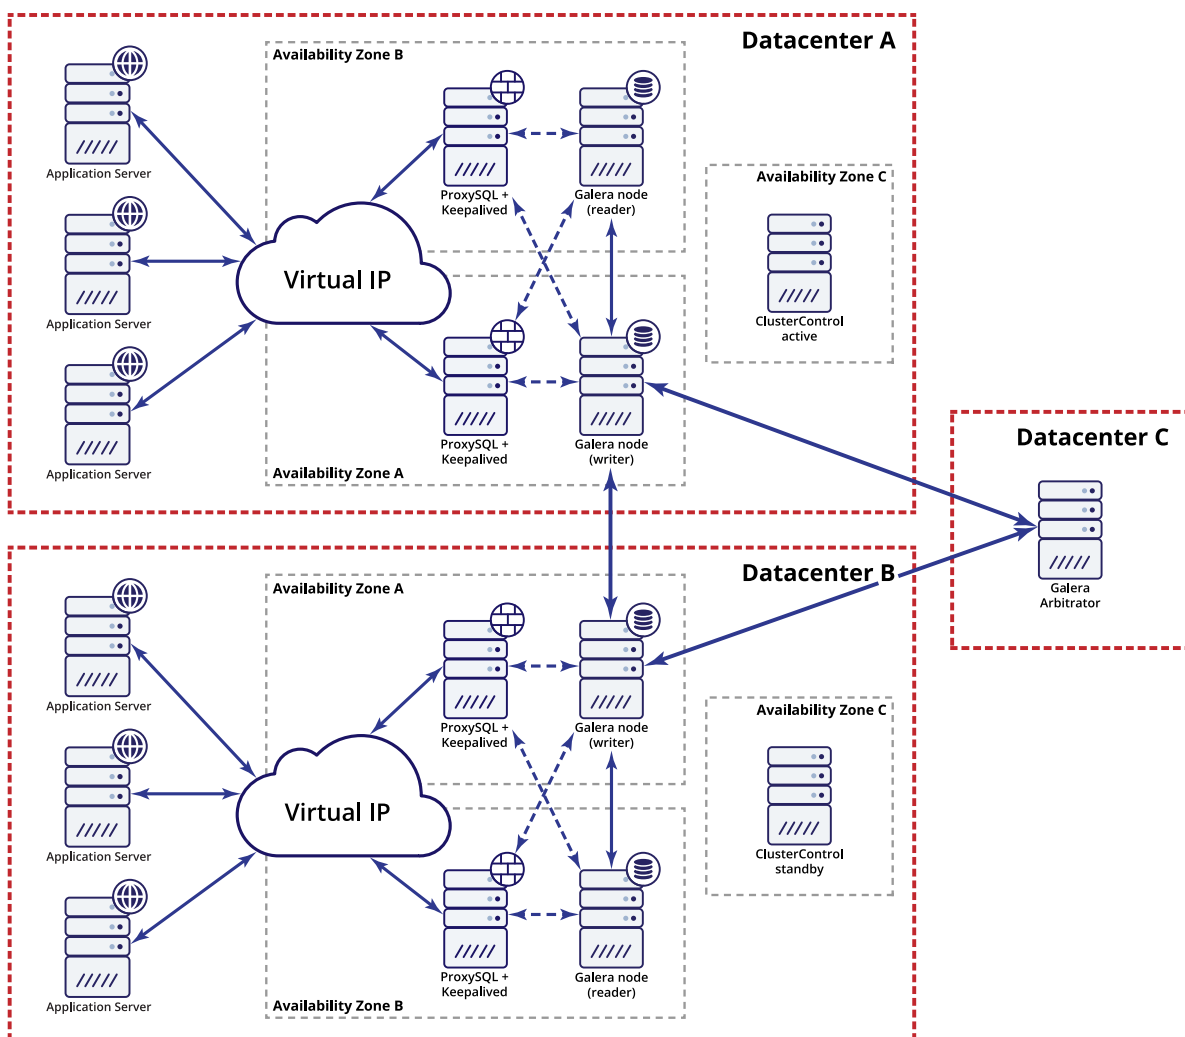 Datacenter A
Availability Zone B
Application Server
ProxySQL +
Keepalived
Galera node
(reader)
Availability Zone C
ClusterControl
active
Application Server
Virtual IP
Application Server
ProxySQL +
Keepalived
Galera node
(writer)
Availability Zone A
Datacenter C
Galera
Arbitrator
Datacenter B
Availability Zone A
Application Server
ProxySQL +
Keepalived
Galera node
(writer)
Availability Zone C
ClusterControl
standby
Application Server
Virtual IP
Application Server
ProxySQL +
Keepalived
Galera node
(reader)
Availability Zone B